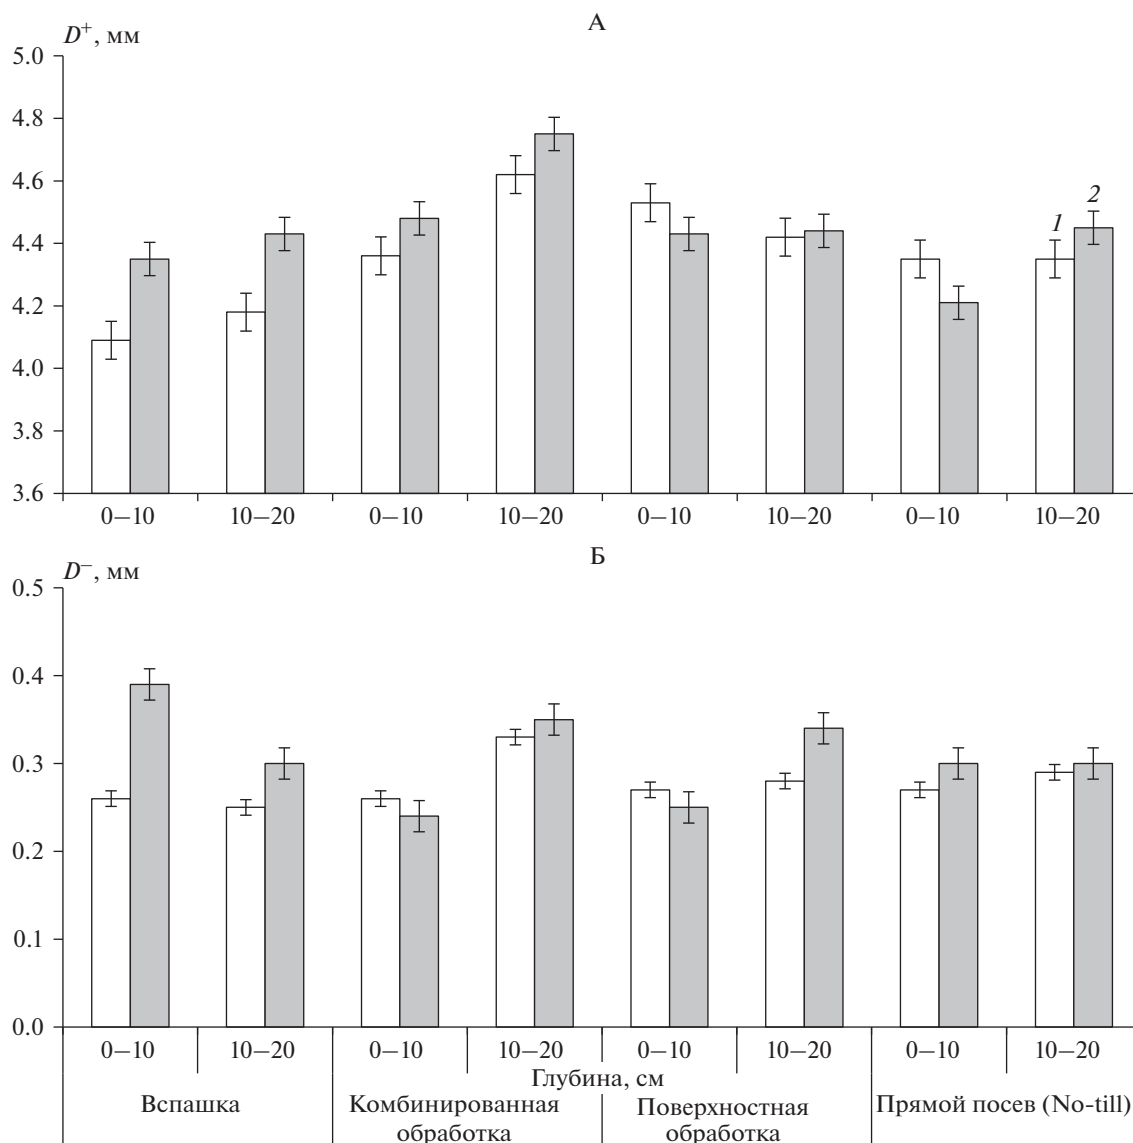 А
D⁺, мм
5.0
4.8
4.6
4.4
4.2
4.0
3.8
3.6
1
2
0–10 10–20 0–10 10–20 0–10 10–20 0–10 10–20
Б
D⁻, мм
0.5
0.4
0.3
0.2
0.1
0.0
0–10 10–20 0–10 10–20 0–10 10–20 0–10 10–20
Глубина, см
Вспашка
Комбинированная
обработка
Поверхностная
обработка
Прямой посев (No-till)